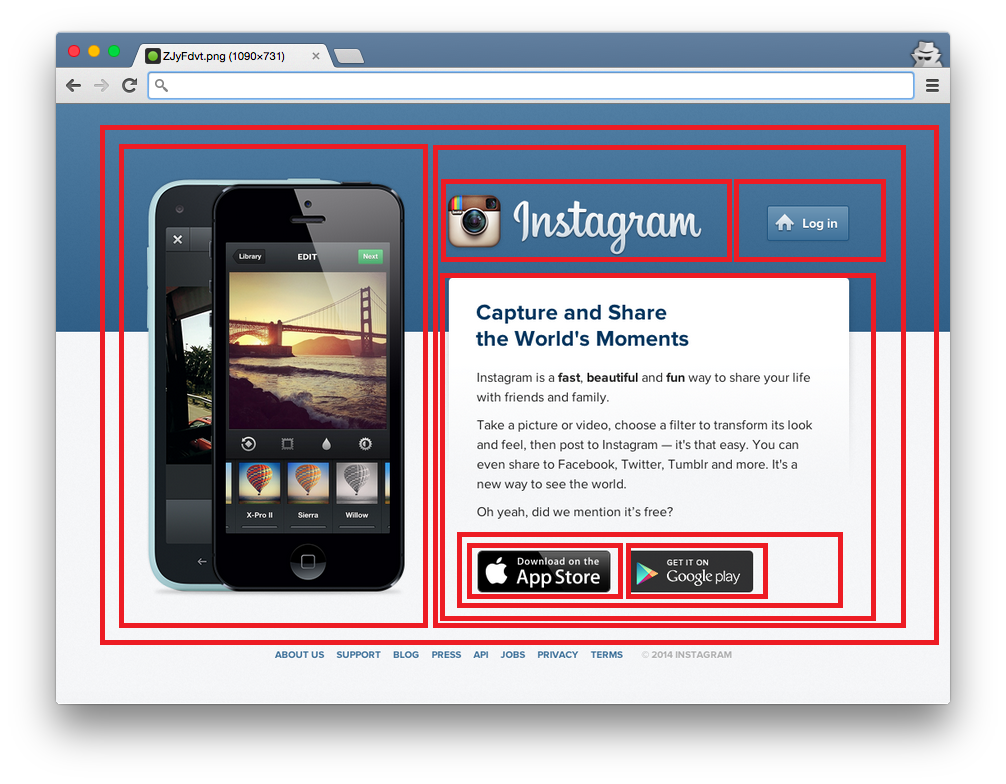 ZJyFdvt.png (1090×731)
Instagram
Log in
Library
EDIT
Next
X-Pro II
Sierra
Willow
Capture and Share
the World's Moments
Instagram is a fast, beautiful and fun way to share your life
with friends and family.
Take a picture or video, choose a filter to transform its look
and feel, then post to Instagram — it's that easy. You can
even share to Facebook, Twitter, Tumblr and more. It's a
new way to see the world.
Oh yeah, did we mention it's free?
Download on the
App Store
GET IT ON
Google play
ABOUT US SUPPORT BLOG PRESS API JOBS PRIVACY TERMS © 2014 INSTAGRAM